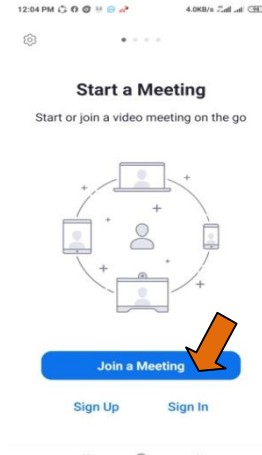 12:04 PM 4.0KB/s
Start a Meeting
Start or join a video meeting on the go
Join a Meeting
Sign Up Sign In